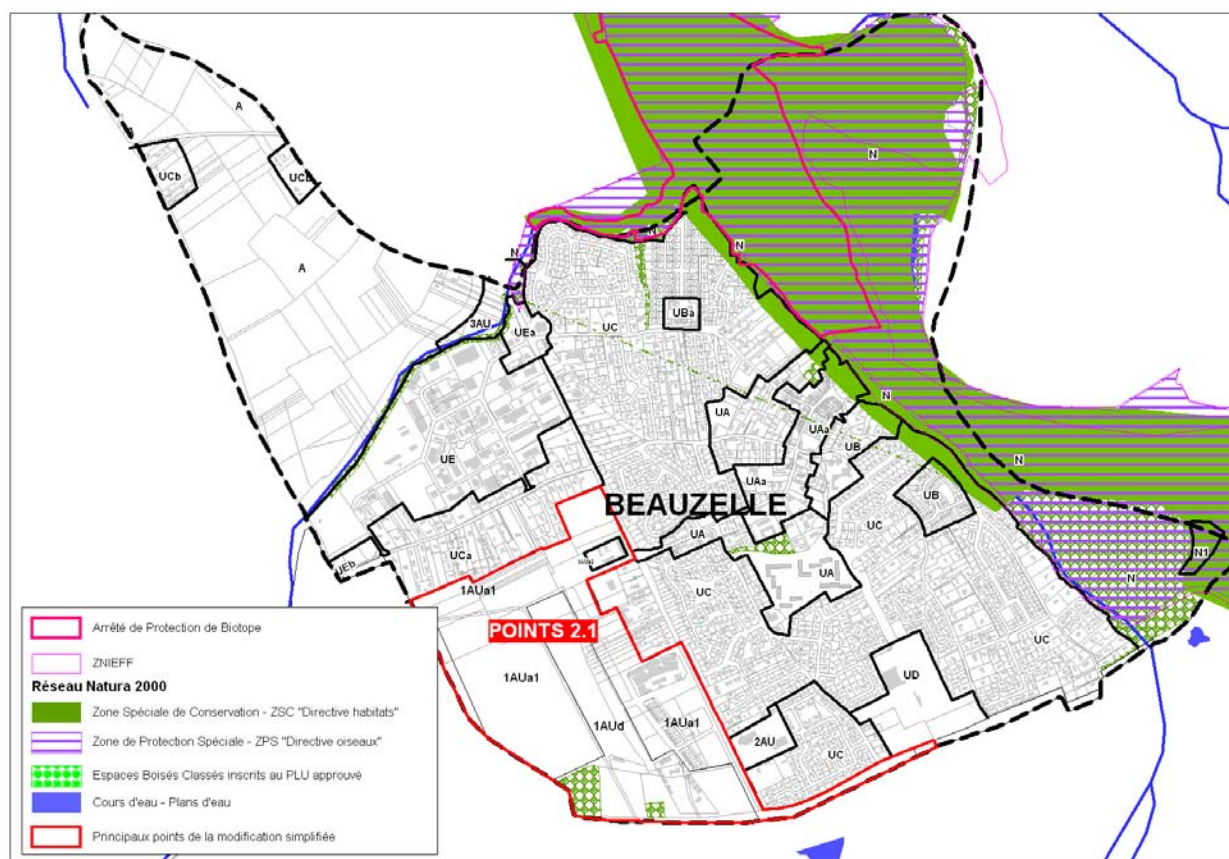 A
UCb
UCb
A
N
N
3AU
UEa
UC
UBa
N
N
N
UE
UA
UAa
UB
UAa
UB
N
BEAUZELLE
UC
UA
UEb
UCa
1AUa1
UC
UA
N1
N
POINTS 2.1
UC
1AUa1
UD
1AUd
1AUa1
2AU
UC
Arrêté de Protection de Biotope
ZNIEFF
Réseau Natura 2000
Zone Spéciale de Conservation - ZSC "Directive habitats"
Zone de Protection Spéciale - ZPS "Directive oiseaux"
Espaces Boisés Classés inscrits au PLU approuvé
Cours d'eau - Plans d'eau
Principaux points de la modification simplifiée